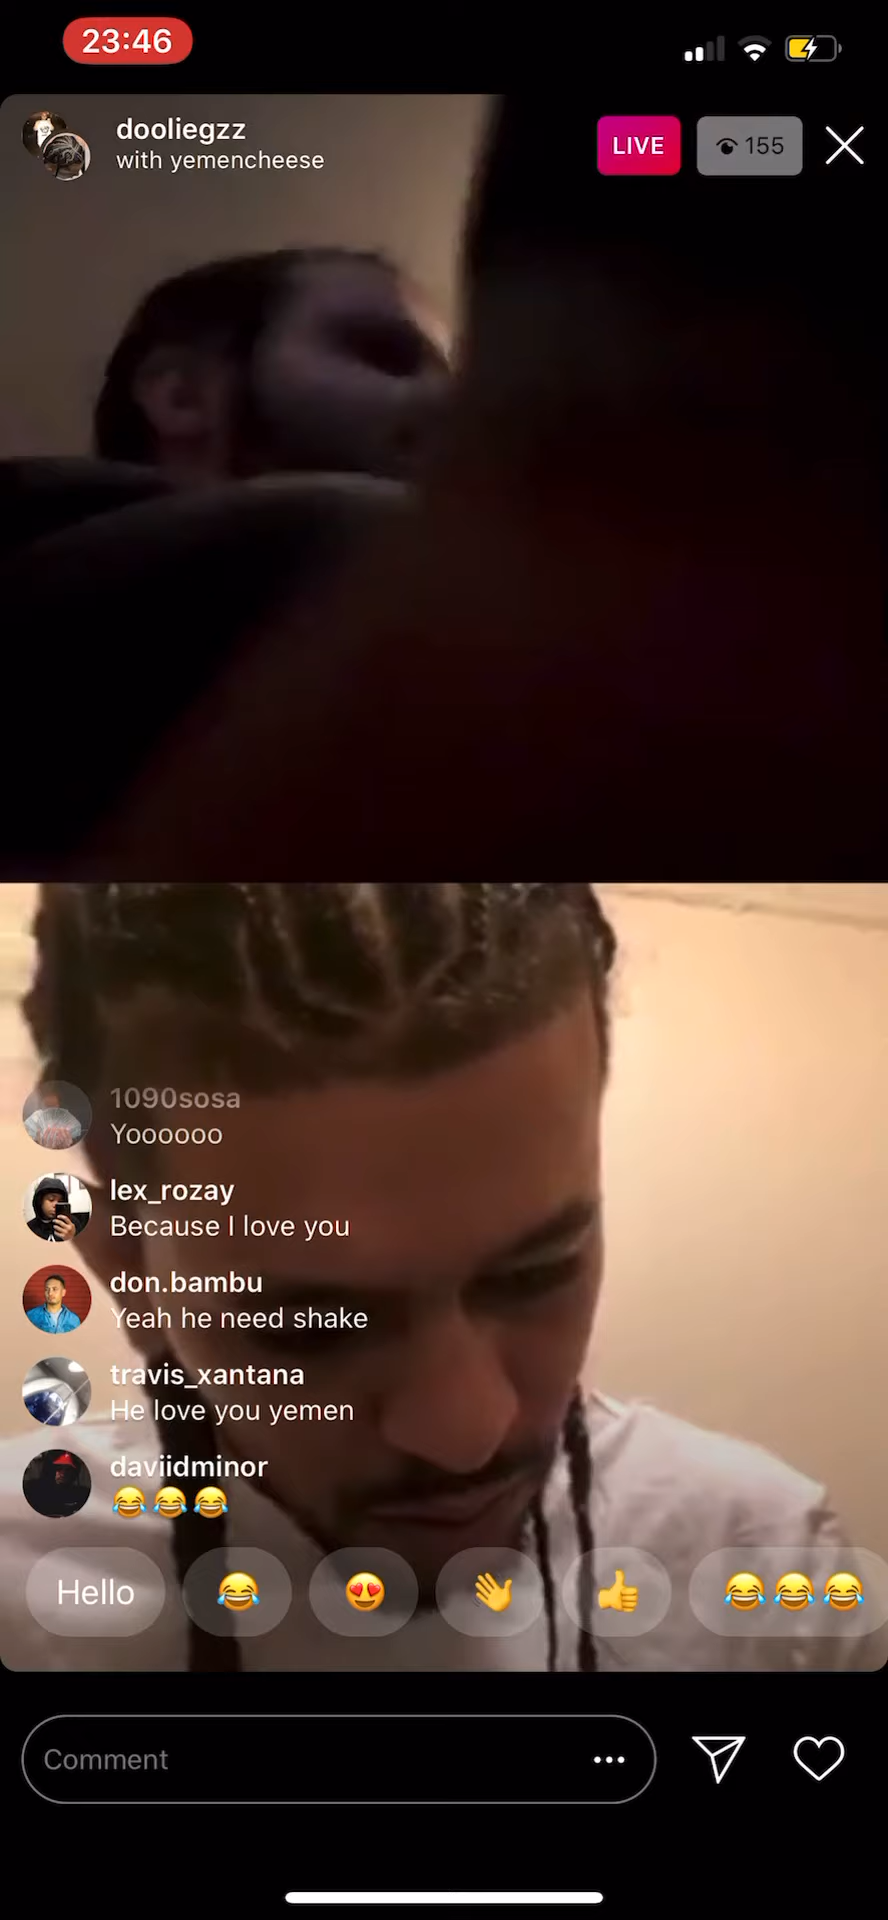 23:46
dooliegzz
with yemencheese
LIVE
155
1090sosa
Yoooooo
lex_rozay
Because I love you
don.bambu
Yeah he need shake
travis_xantana
He love you yemen
daviidminor
😂😂😂
Hello 😂 😍 👋 👍 😂😂😂
Comment